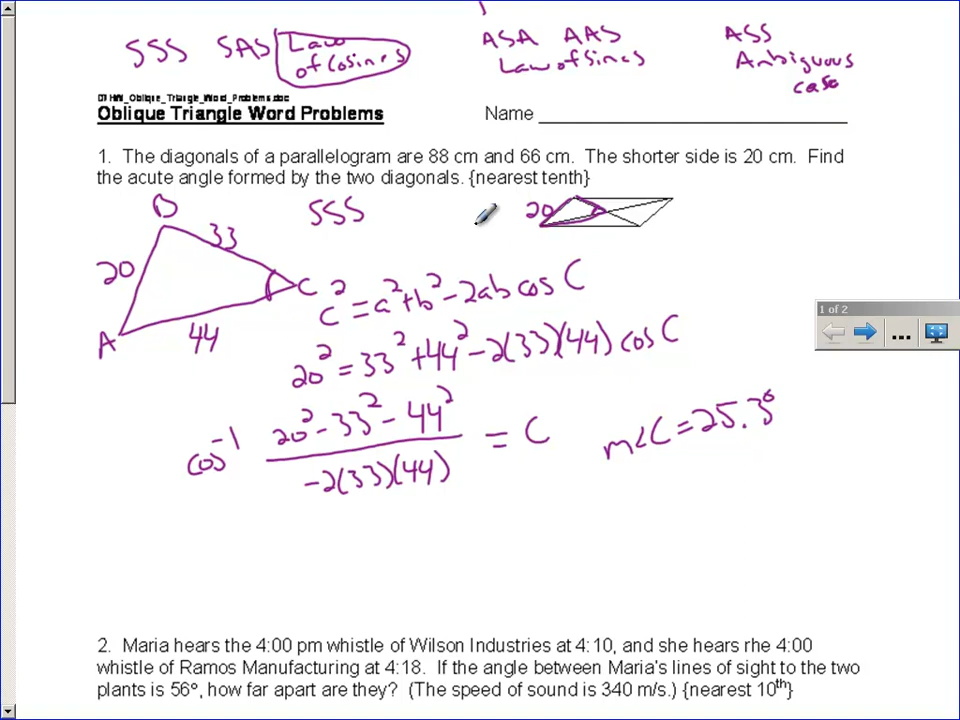 SSS SAS Law of Cosines
ASA AAS Law of Sines
ASS Ambiguous case
DTHW_Oblique_Triangle_Word_Problems.doc
Oblique Triangle Word Problems Name
1. The diagonals of a parallelogram are 88 cm and 66 cm. The shorter side is 20 cm. Find
the acute angle formed by the two diagonals. {nearest tenth}
B
SSS
20
33
20
C
44
A
c² = a² + b² - 2ab cos C
20² = 33² + 44² - 2(33)(44) cos C
cos⁻¹ (20² - 33² - 44²) / (-2(33)(44)) = C
m<C = 25.3°
1 of 2
2. Maria hears the 4:00 pm whistle of Wilson Industries at 4:10, and she hears rhe 4:00
whistle of Ramos Manufacturing at 4:18. If the angle between Maria's lines of sight to the two
plants is 56°, how far apart are they? (The speed of sound is 340 m/s.) {nearest 10th}